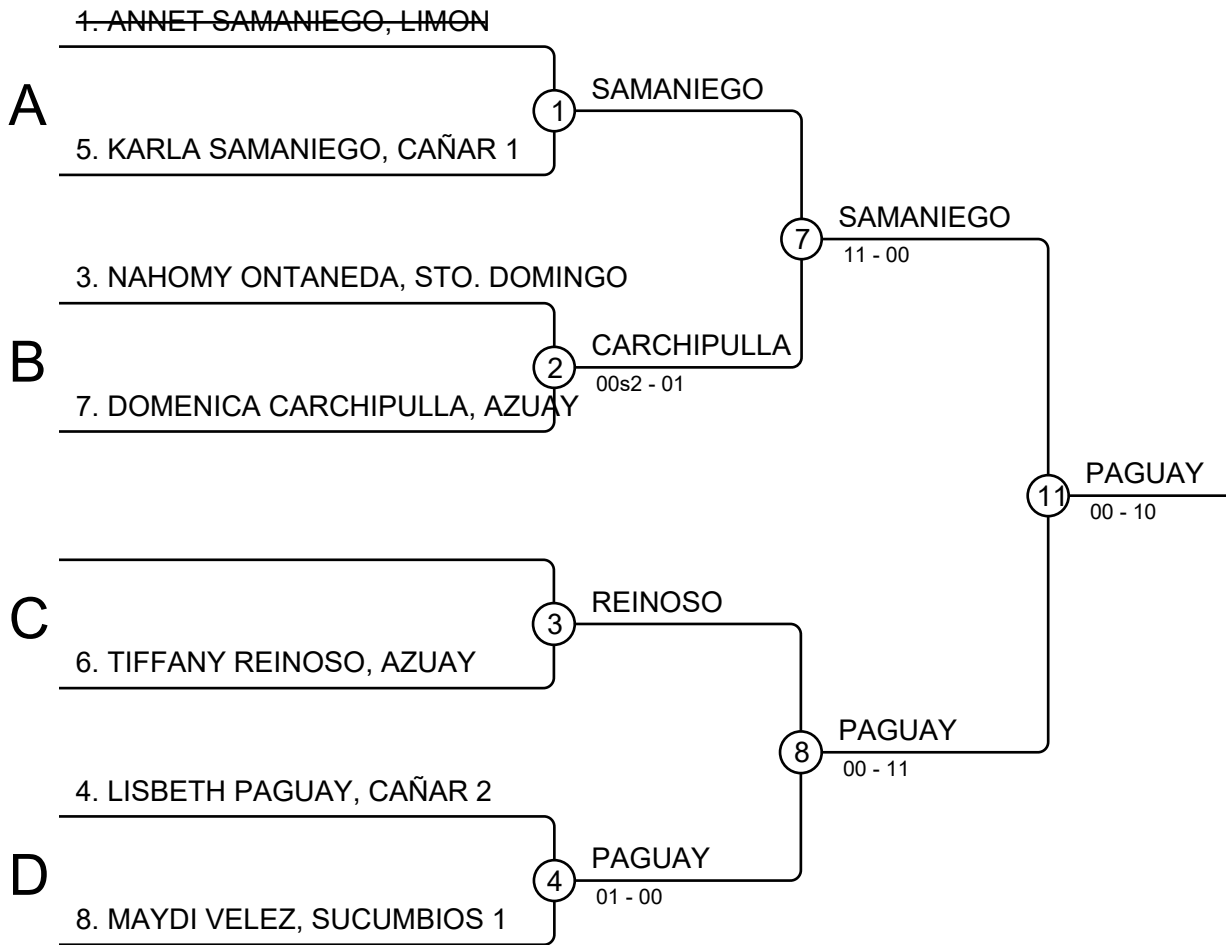 1. ANNET SAMANIEGO, LIMON
A
1
SAMANIEGO
5. KARLA SAMANIEGO, CAÑAR 1
7
SAMANIEGO
11 - 00
3. NAHOMY ONTANEDA, STO. DOMINGO
B
2
CARCHIPULLA
00s2 - 01
7. DOMENICA CARCHIPULLA, AZUAY
11
PAGUAY
00 - 10
C
3
REINOSO
6. TIFFANY REINOSO, AZUAY
8
PAGUAY
00 - 11
4. LISBETH PAGUAY, CAÑAR 2
D
4
PAGUAY
01 - 00
8. MAYDI VELEZ, SUCUMBIOS 1